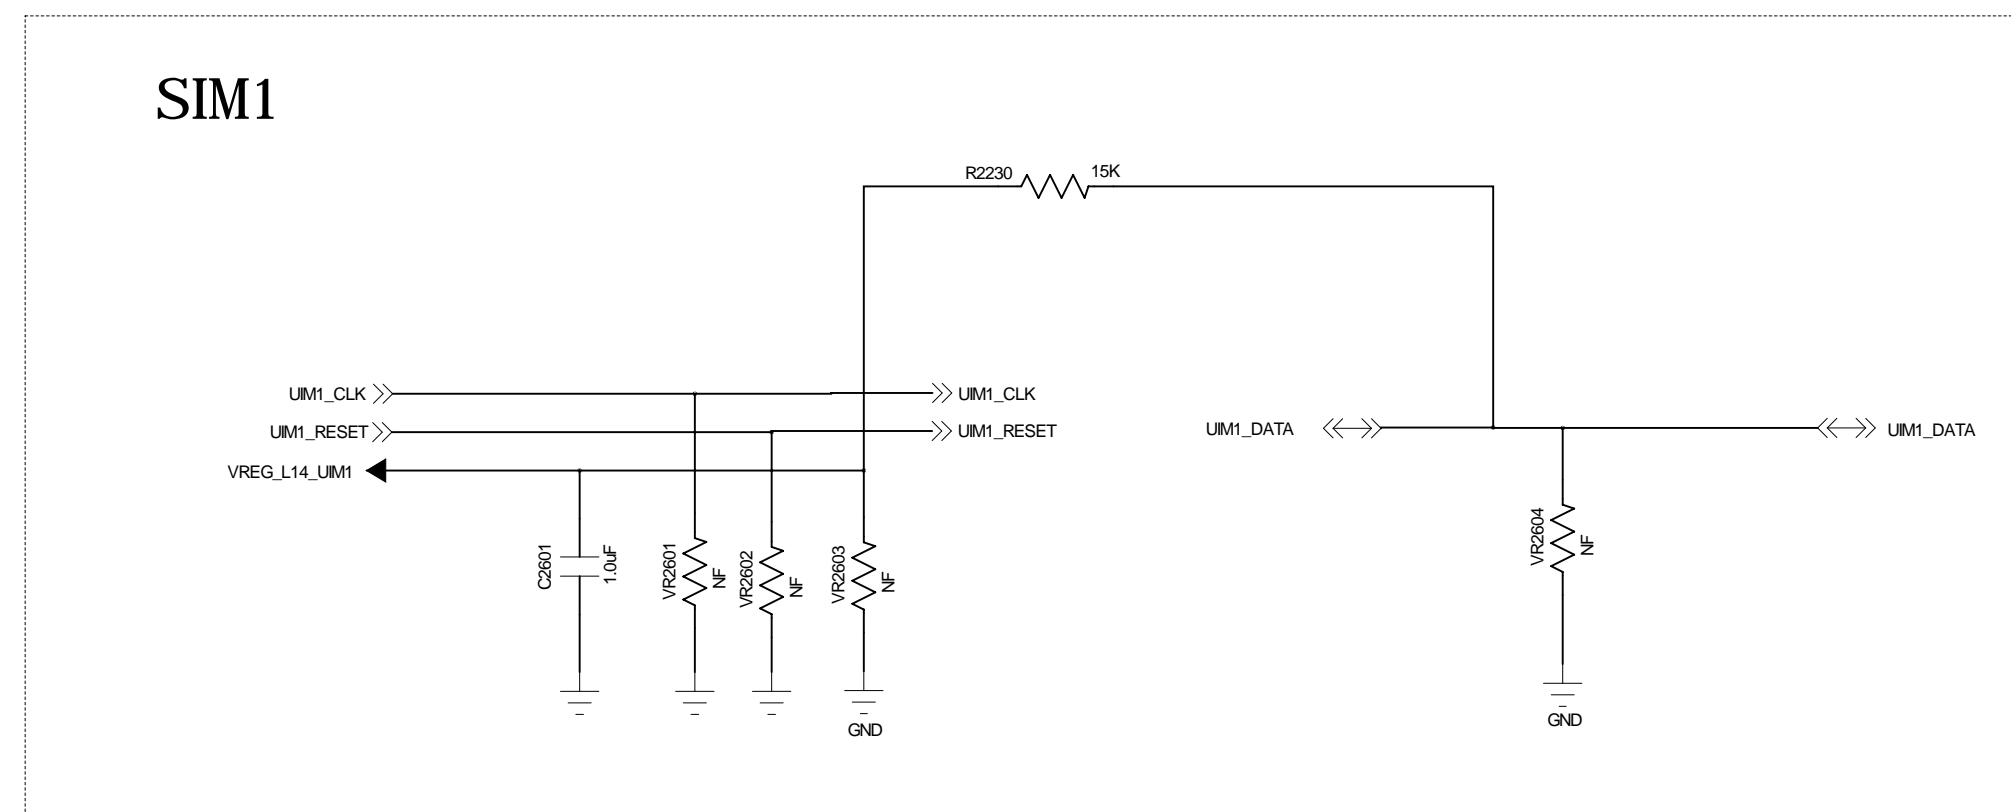 SIM1
R2230
15K
UIM1_CLK
UIM1_CLK
UIM1_RESET
UIM1_RESET
UIM1_DATA
UIM1_DATA
VREG_L14_UIM1
C2601
1.0uF
VR2601
NF
VR2602
NF
VR2603
NF
VR2604
NF
GND
GND